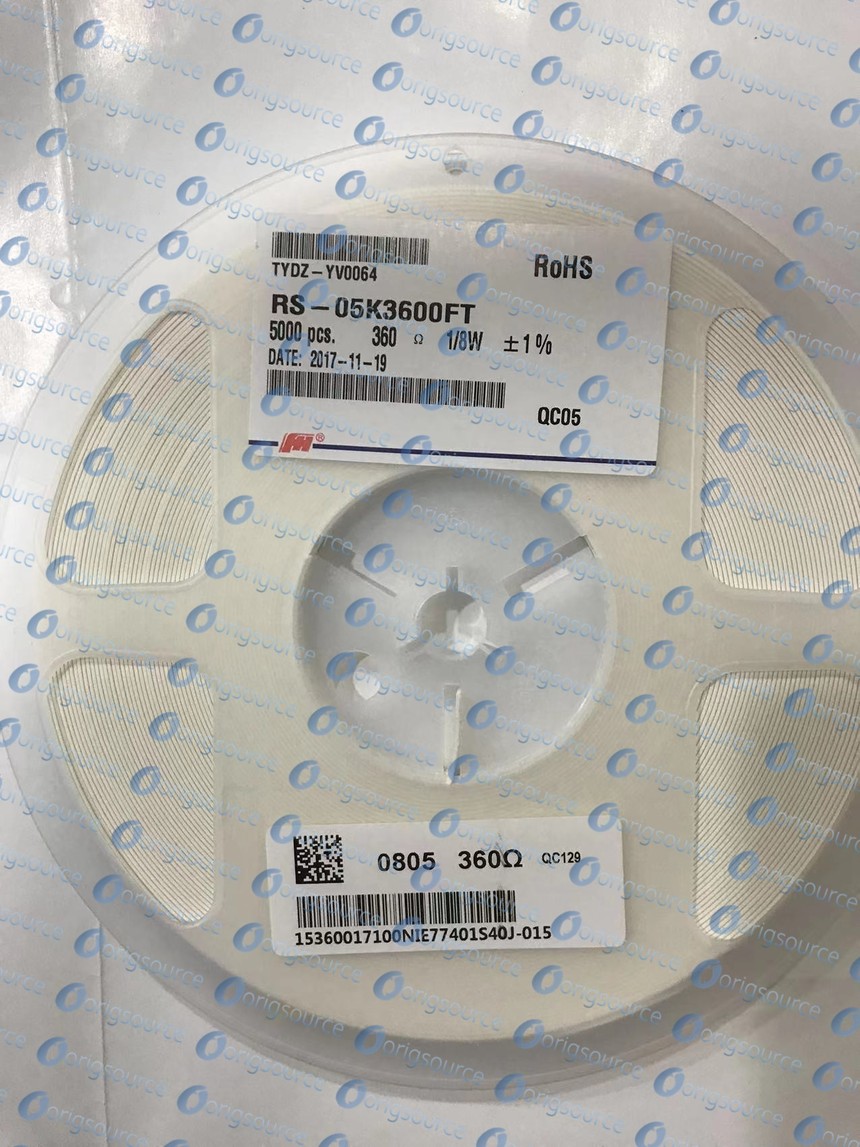 TYDZ-YV0064
RoHS
RS-05K3600FT
5000 pcs. 360 Ω 1/8W ±1%
DATE: 2017-11-19
QC05
®
0805 360Ω QC129
15360017100NIE77401S40J-015
origsource